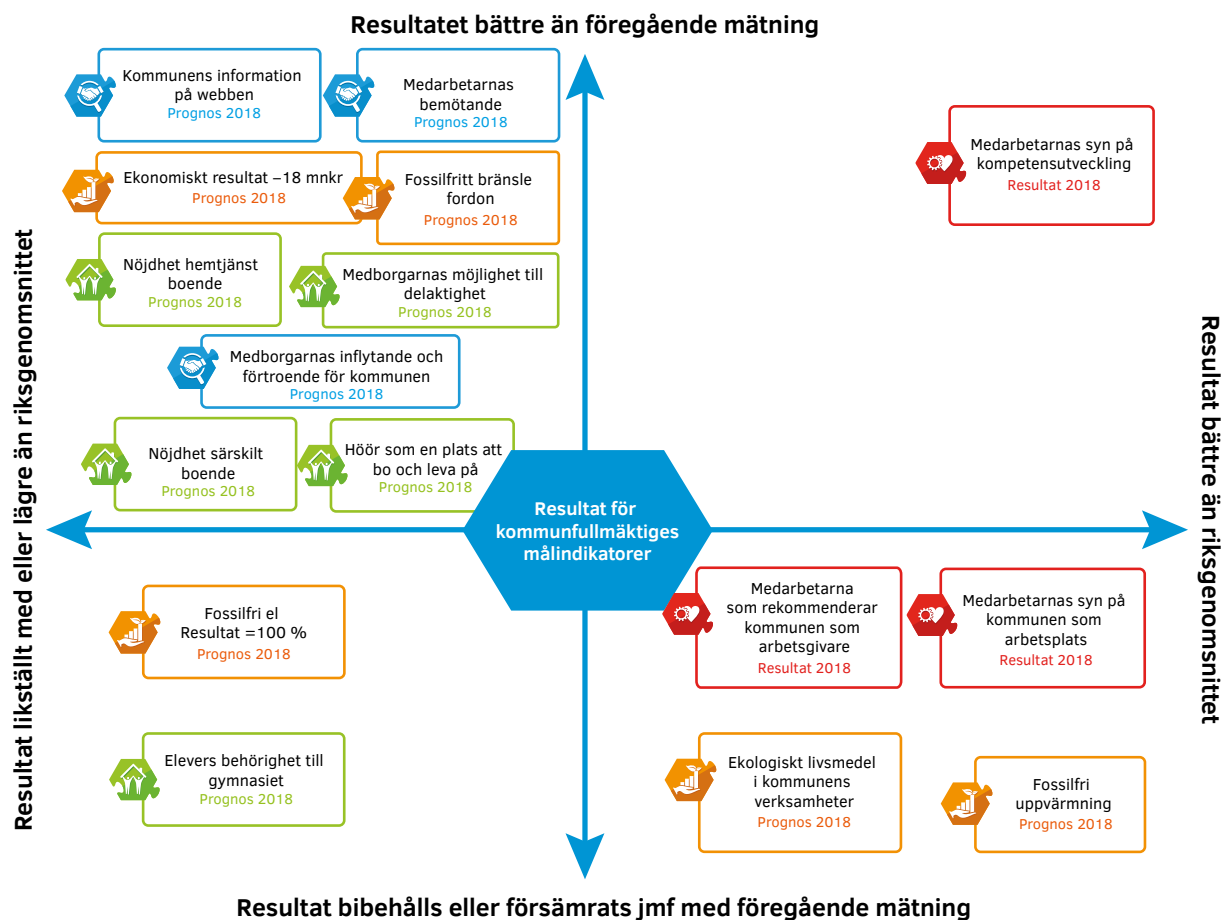 Resultatet bättre än föregående mätning
Kommunens information
på webben
Prognos 2018
Medarbetarnas
bemötande
Prognos 2018
Medarbetarnas syn på
kompetensutveckling
Resultat 2018
Ekonomiskt resultat –18 mnkr
Prognos 2018
Fossilfritt bränsle
fordon
Prognos 2018
Nöjdhet hemtjänst
boende
Prognos 2018
Medborgarnas möjlighet till
delaktighet
Prognos 2018
Medborgarnas inflytande och
förtroende för kommunen
Prognos 2018
Nöjdhet särskilt
boende
Prognos 2018
Höör som en plats att
bo och leva på
Prognos 2018
Resultat likställt med eller lägre än riksgenomsnittet
Resultat för
kommunfullmäktiges
målindikatorer
Resultat bättre än riksgenomsnittet
Fossilfri el
Resultat =100 %
Prognos 2018
Medarbetarna
som rekommenderar
kommunen som
arbetsgivare
Resultat 2018
Medarbetarnas syn på
kommunen som
arbetsplats
Resultat 2018
Elevers behörighet till
gymnasiet
Prognos 2018
Ekologiskt livsmedel
i kommunens
verksamheter
Prognos 2018
Fossilfri
uppvärmning
Prognos 2018
Resultat bibehålls eller försämrats jmf med föregående mätning